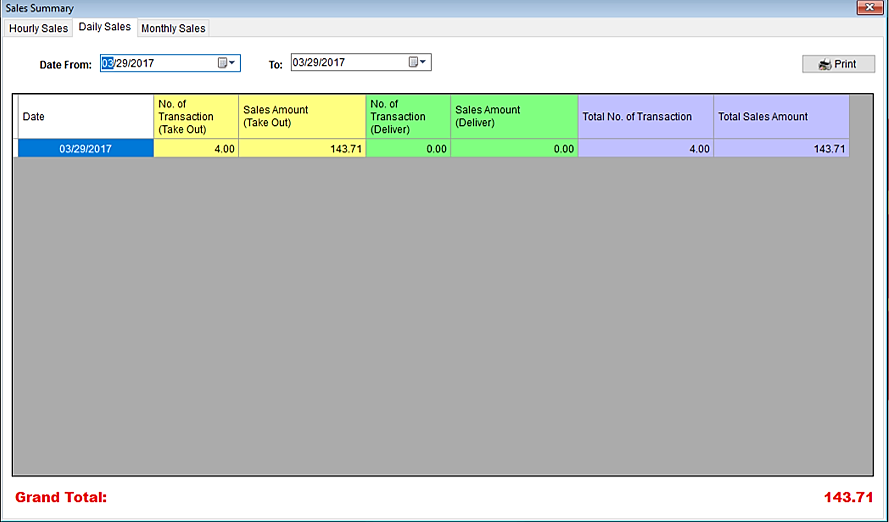 Sales Summary
Hourly Sales Daily Sales Monthly Sales
Date From: 03/29/2017 To: 03/29/2017 Print
Date
No. of
Transaction
(Take Out)
Sales Amount
(Take Out)
No. of
Transaction
(Deliver)
Sales Amount
(Deliver)
Total No. of Transaction
Total Sales Amount
03/29/2017 4.00 143.71 0.00 0.00 4.00 143.71
Grand Total: 143.71